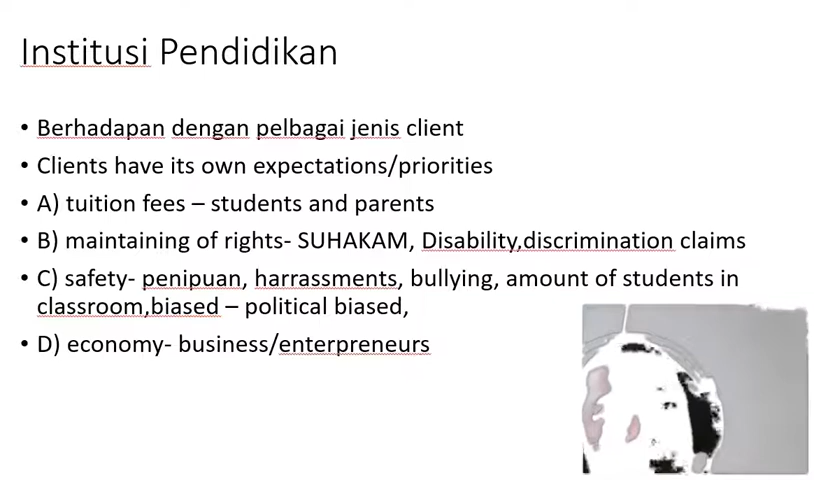 Institusi Pendidikan
• Berhadapan dengan pelbagai jenis client
• Clients have its own expectations/priorities
• A) tuition fees – students and parents
• B) maintaining of rights- SUHAKAM, Disability,discrimination claims
• C) safety- penipuan, harrassments, bullying, amount of students in
classroom,biased – political biased,
• D) economy- business/enterpreneurs